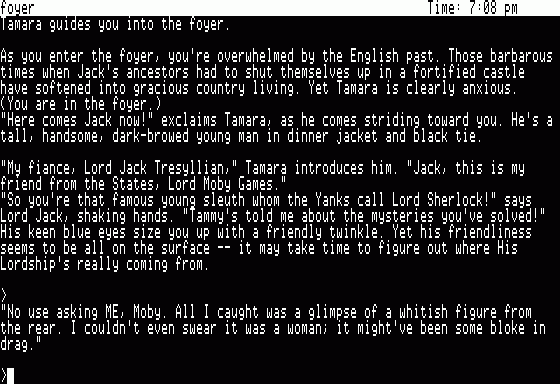 foyer Time: 7:08 pm
Tamara guides you into the foyer.
As you enter the foyer, you're overwhelmed by the English past. Those barbarous
times when Jack's ancestors had to shut themselves up in a fortified castle
have softened into gracious country living. Yet Tamara is clearly anxious.
(You are in the foyer.)
"Here comes Jack now!" exclaims Tamara, as he comes striding toward you. He's a
tall, handsome, dark-browed young man in dinner jacket and black tie.
"My fiance, Lord Jack Tresyllian," Tamara introduces him. "Jack, this is my
friend from the States, Lord Moby Games."
"So you're that famous young sleuth whom the Yanks call Lord Sherlock!" says
Lord Jack, shaking hands. "Tammy's told me about the mysteries you've solved!"
His keen blue eyes size you up with a friendly twinkle. Yet his friendliness
seems to be all on the surface -- it may take time to figure out where His
Lordship's really coming from.
>
"No use asking ME, Moby. All I caught was a glimpse of a whitish figure from
the rear. I couldn't even swear it was a woman; it might've been some bloke in
drag."
>